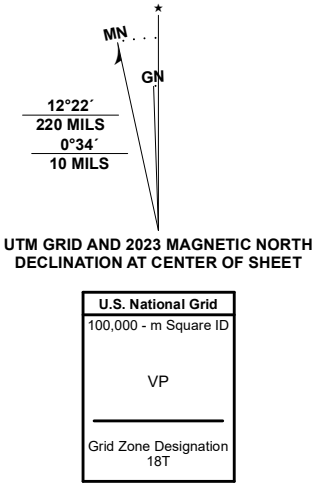 MN
GN
12°22´
220 MILS
0°34´
10 MILS
UTM GRID AND 2023 MAGNETIC NORTH
DECLINATION AT CENTER OF SHEET
U.S. National Grid
100,000 - m Square ID
VP
Grid Zone Designation
18T